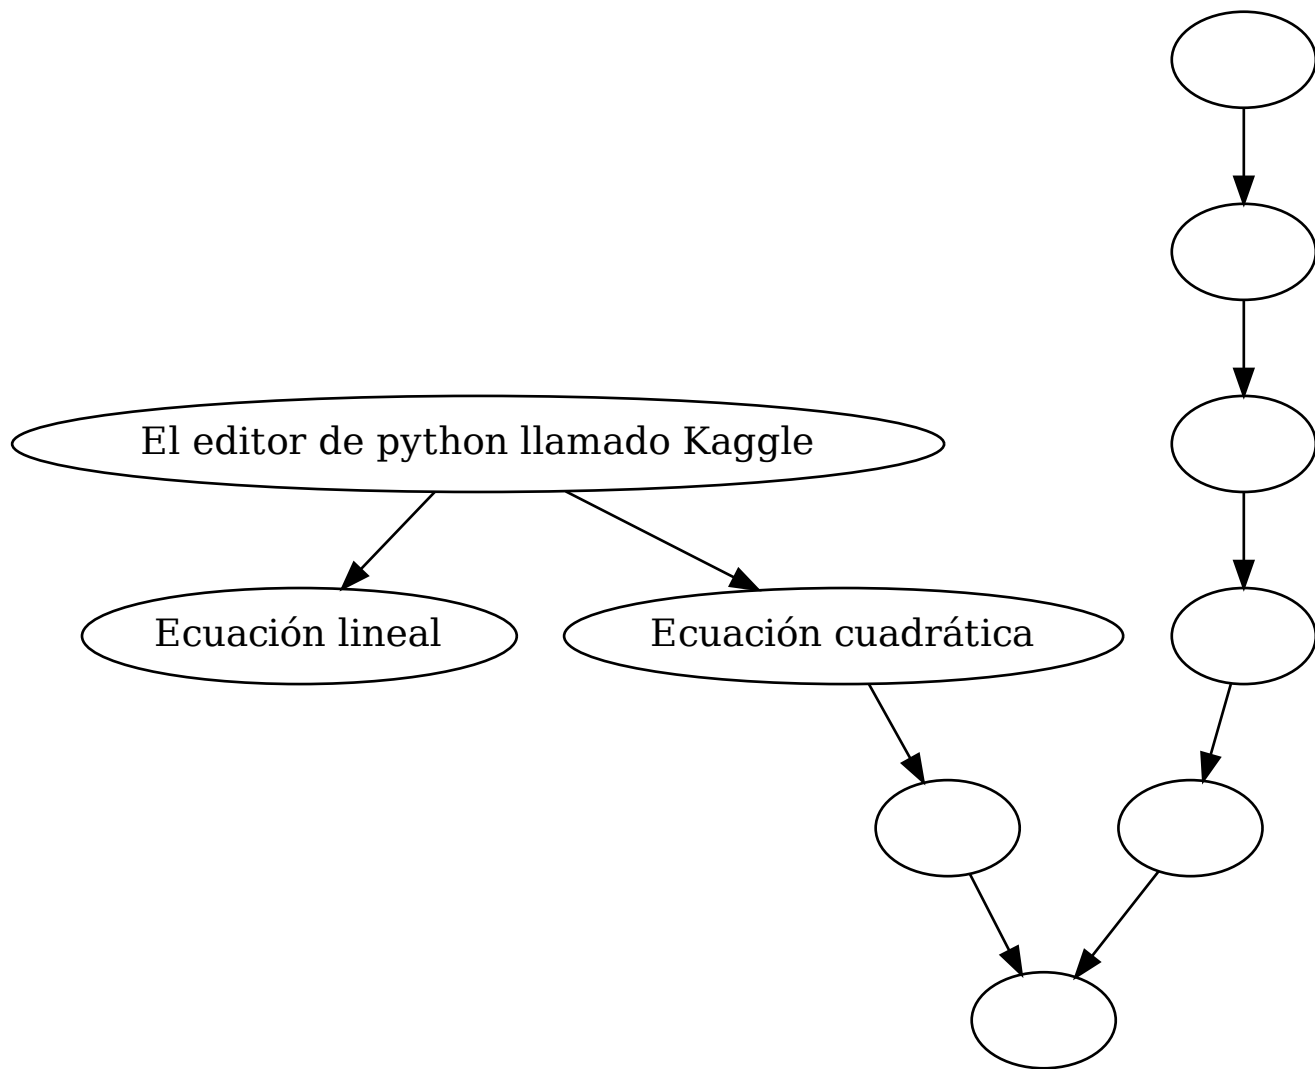 El editor de python llamado Kaggle
Ecuación lineal
Ecuación cuadrática